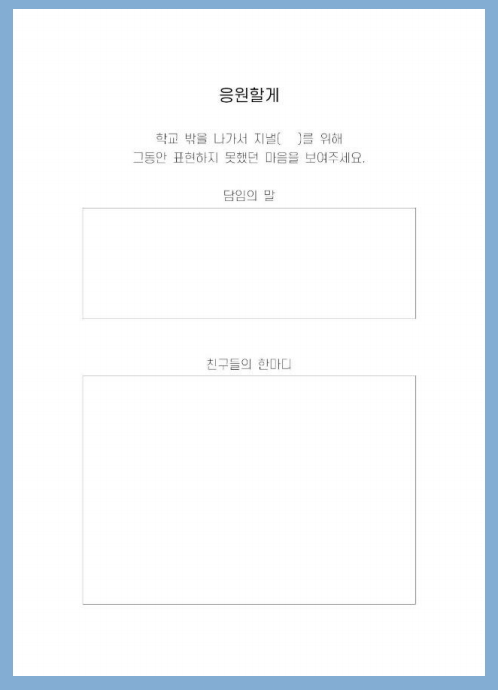 응원할게
학교 밖을 나가서 지낼(   )를 위해
그동안 표현하지 못했던 마음을 보여주세요.
담임의 말
친구들의 한마디